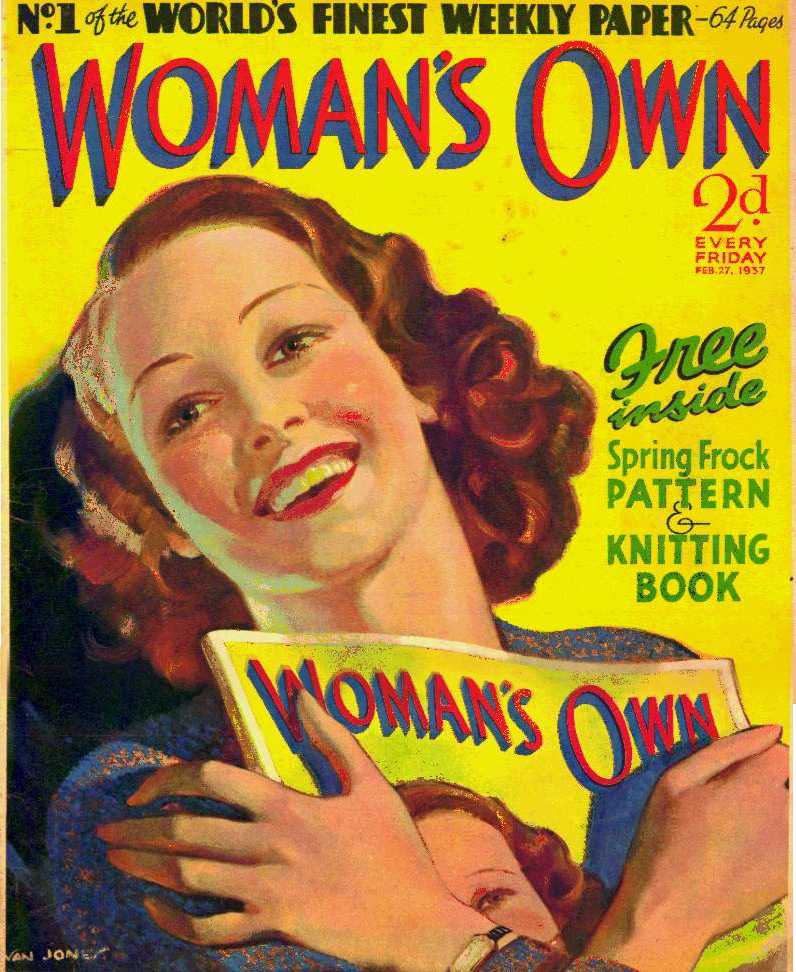 No.1 of the WORLD'S FINEST WEEKLY PAPER-64 Pages
WOMAN'S OWN
2d.
EVERY
FRIDAY
FEB. 27, 1937
Free
inside
Spring Frock
PATTERN
&
KNITTING
BOOK
WOMAN'S OWN
VAN JONES